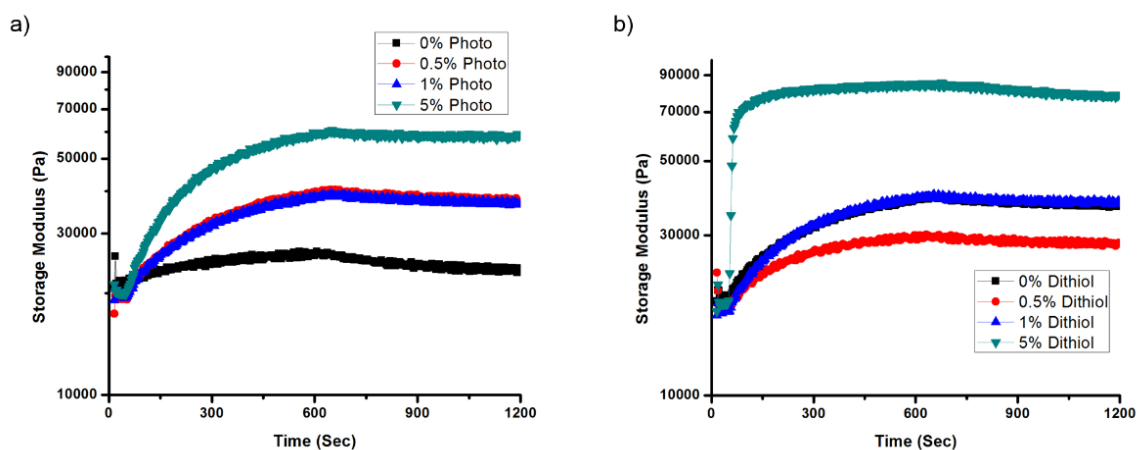 a)
0% Photo
0.5% Photo
1% Photo
5% Photo
90000
70000
50000
30000
10000
Storage Modulus (Pa)
0
300
600
900
1200
Time (Sec)
b)
90000
70000
50000
30000
10000
Storage Modulus (Pa)
0% Dithiol
0.5% Dithiol
1% Dithiol
5% Dithiol
0
300
600
900
1200
Time (Sec)